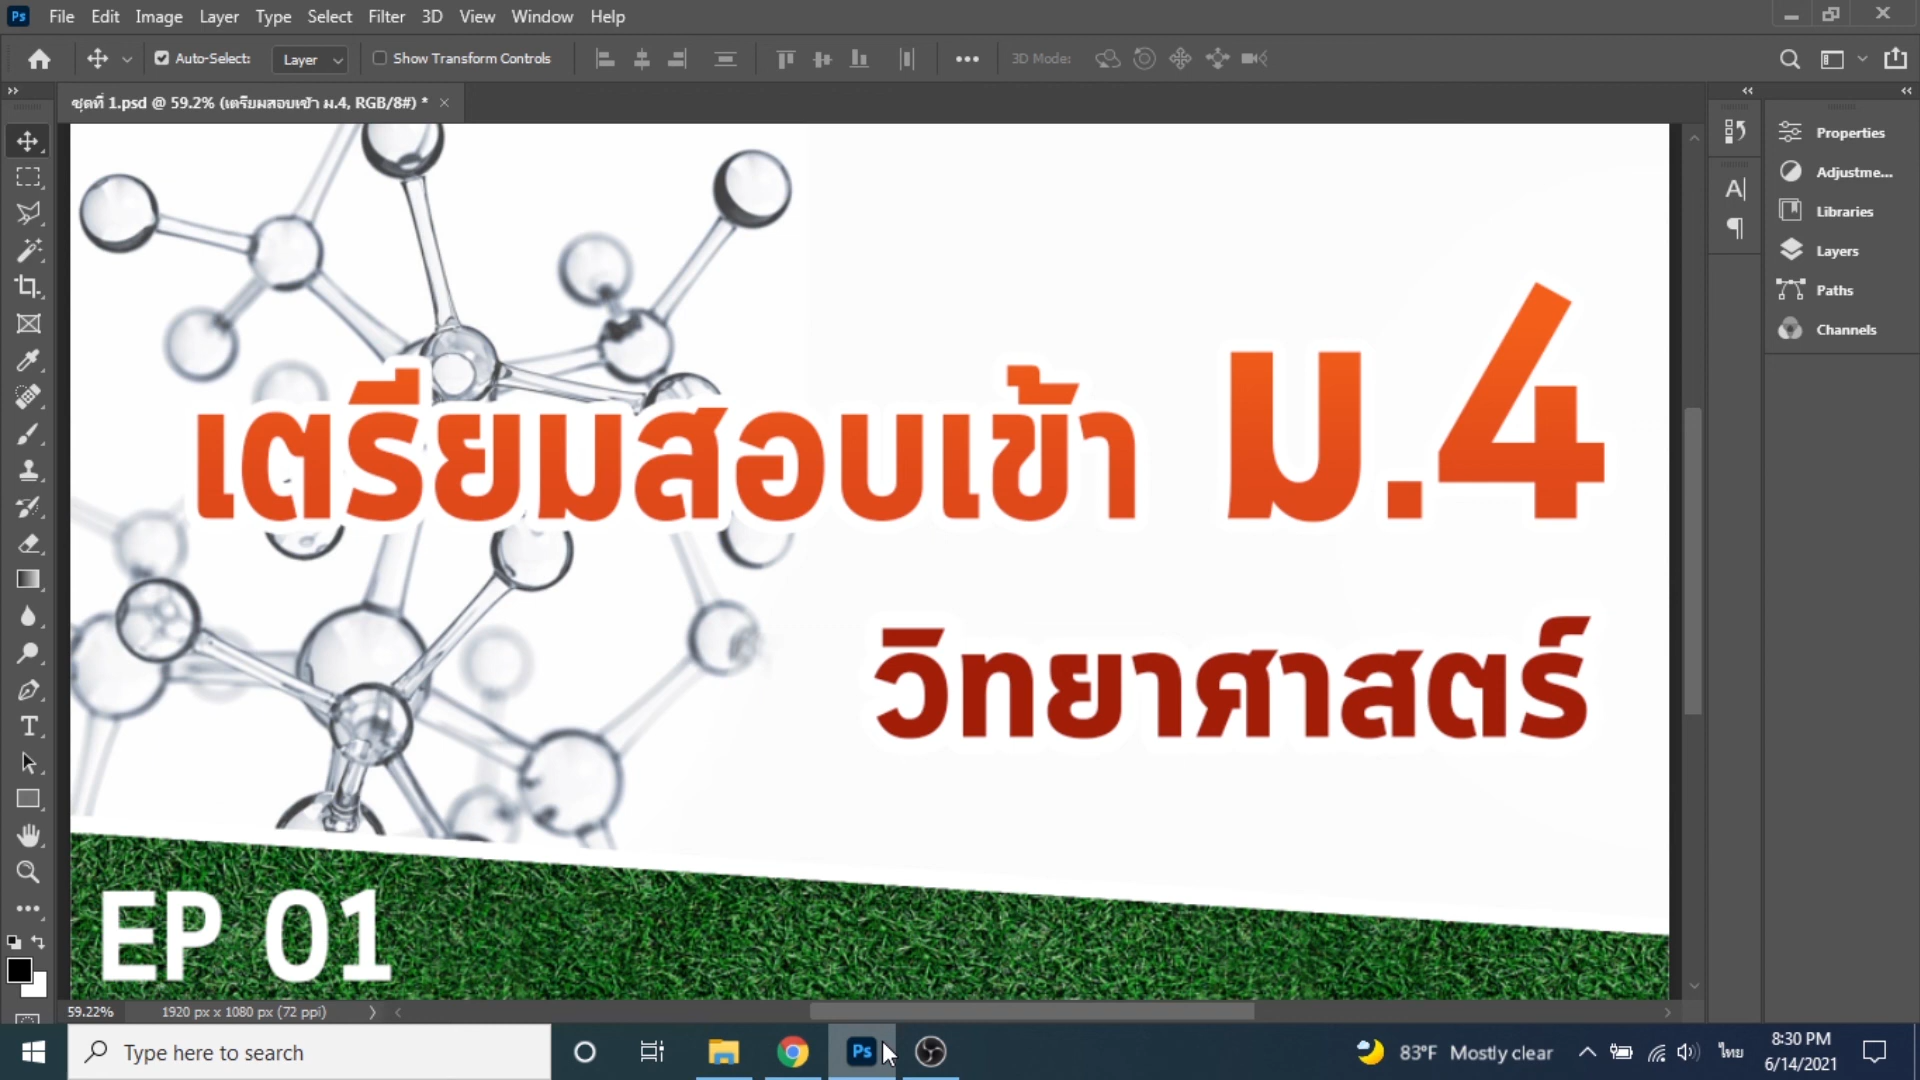 Ps File Edit Image Layer Type Select Filter 3D View Window Help
Auto-Select: Layer Show Transform Controls 3D Mode:
ชุดที่ 1.psd @ 59.2% (เตรียมสอบเข้า ม.4, RGB/8#) *
Properties
Adjustme...
Libraries
Layers
Paths
Channels
เตรียมสอบเข้า ม.4
วิทยาศาสตร์
EP 01
59.22% 1920 px x 1080 px (72 ppi)
Type here to search
Ps
83°F Mostly clear
ไทย
8:30 PM
6/14/2021